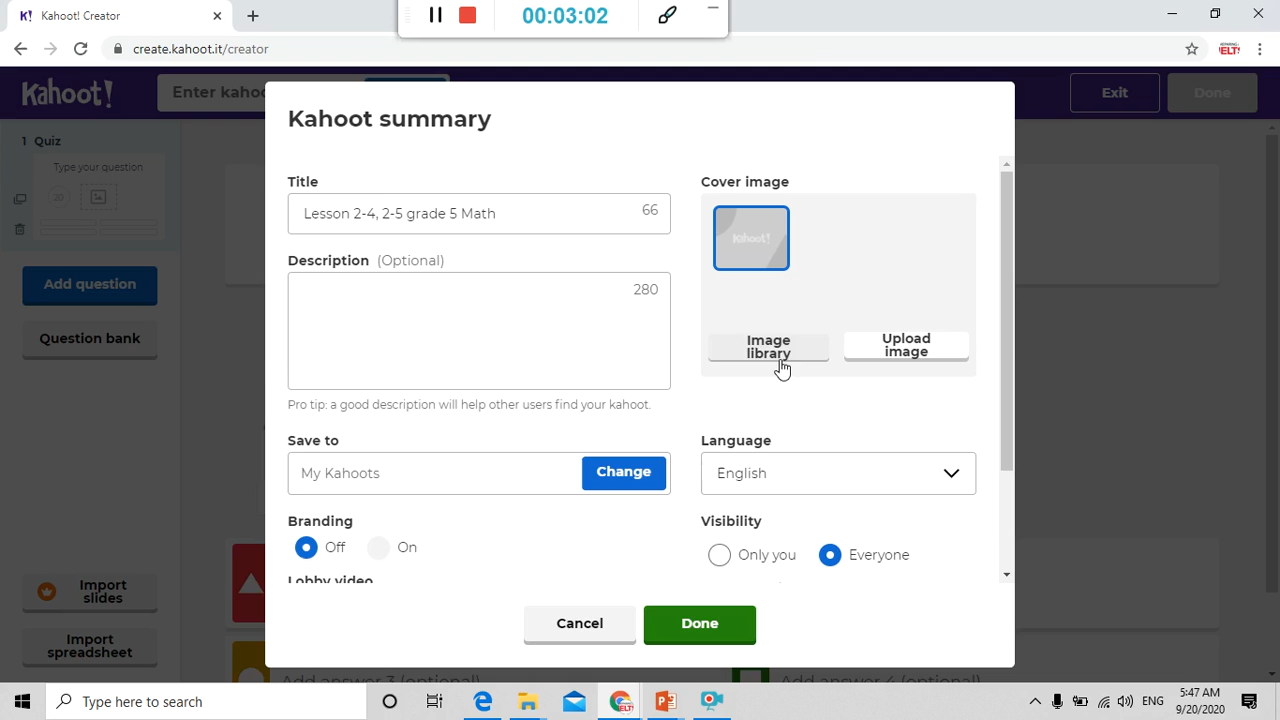 K! Kahoot! Creator
00:03:02
create.kahoot.it/creator
IELTS
Kahoot!
Enter kahoo
Exit
Done
Kahoot summary
1 Quiz
Type your question
20
Title
Lesson 2-4, 2-5 grade 5 Math
66
Cover image
Kahoot!
Description (Optional)
280
Add question
Question bank
Image library
Upload image
Pro tip: a good description will help other users find your kahoot.
Save to
My Kahoots
Change
Language
English
Branding
Off
On
Visibility
Only you
Everyone
Lobby video
Import slides
Import spreadsheet
Cancel
Done
Add answer 3 (optional)
Add answer 4 (optional)
Type here to search
ENG
5:47 AM
9/20/2020